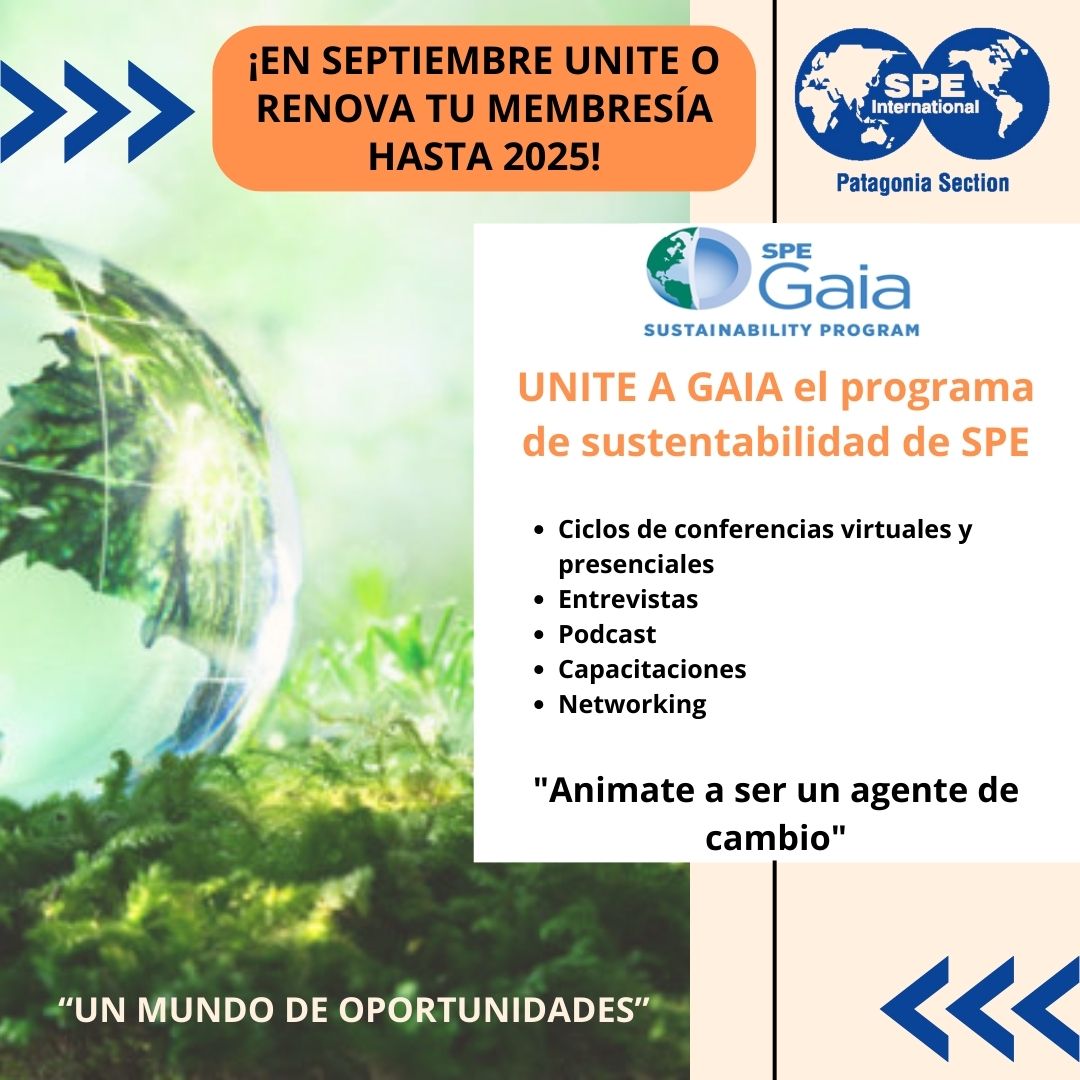 ¡EN SEPTIEMBRE UNITE O
RENOVA TU MEMBRESÍA
HASTA 2025!
SPE
International
Patagonia Section
SPE
Gaia
SUSTAINABILITY PROGRAM
UNITE A GAIA el programa
de sustentabilidad de SPE
• Ciclos de conferencias virtuales y
presenciales
• Entrevistas
• Podcast
• Capacitaciones
• Networking
"Animate a ser un agente de
cambio"
“UN MUNDO DE OPORTUNIDADES”